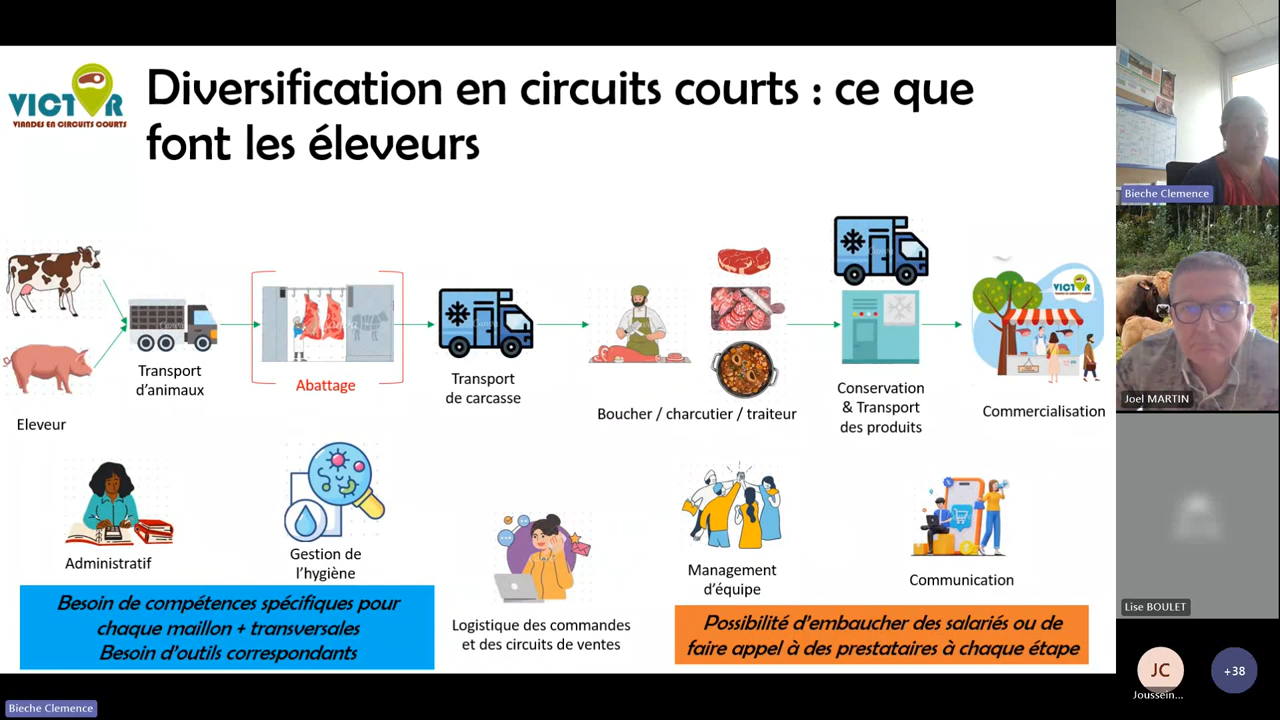 VICTOR
VIANDES EN CIRCUITS COURTS
Diversification en circuits courts : ce que
font les éleveurs
Eleveur
Transport
d'animaux
Abattage
Transport
de carcasse
Boucher / charcutier / traiteur
Conservation
& Transport
des produits
VICTOR
Commercialisation
Administratif
Gestion de
l'hygiène
Logistique des commandes
et des circuits de ventes
Management
d'équipe
Communication
Besoin de compétences spécifiques pour
chaque maillon + transversales
Besoin d'outils correspondants
Possibilité d'embaucher des salariés ou de
faire appel à des prestataires à chaque étape
Bieche Clemence
Joel MARTIN
Lise BOULET
JC
Joussein...
+38
Bieche Clemence